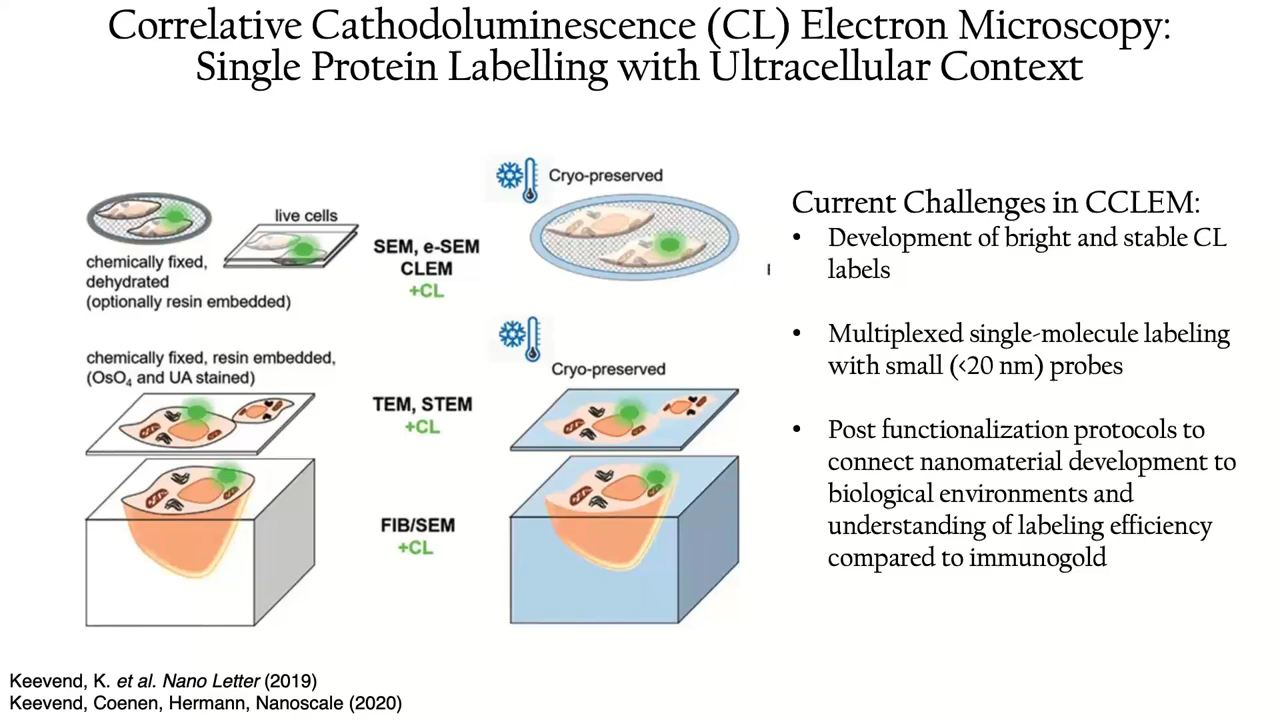 Correlative Cathodoluminescence (CL) Electron Microscopy:
Single Protein Labelling with Ultracellular Context
chemically fixed,
dehydrated
(optionally resin embedded)
live cells
SEM, e-SEM
CLEM
+CL
Cryo-preserved
chemically fixed, resin embedded,
(OsO₄ and UA stained)
TEM, STEM
+CL
Cryo-preserved
FIB/SEM
+CL
Current Challenges in CCLEM:
• Development of bright and stable CL
labels
• Multiplexed single-molecule labeling
with small (<20 nm) probes
• Post functionalization protocols to
connect nanomaterial development to
biological environments and
understanding of labeling efficiency
compared to immunogold
Keevend, K. et al. Nano Letter (2019)
Keevend, Coenen, Hermann, Nanoscale (2020)